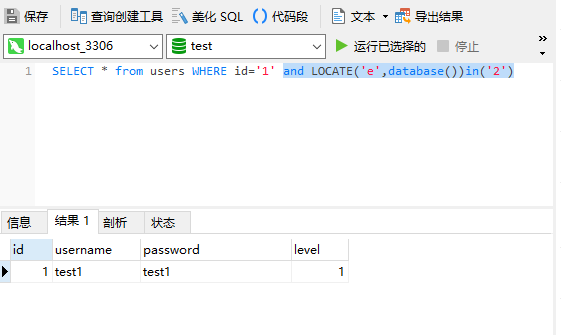 保存 查询创建工具 美化 SQL () 代码段 文本 导出结果
localhost_3306 test 运行已选择的 停止
1 SELECT * from users WHERE id='1' and LOCATE('e',database())in('2')
信息 结果 1 剖析 状态
id username password level
1 test1 test1 1